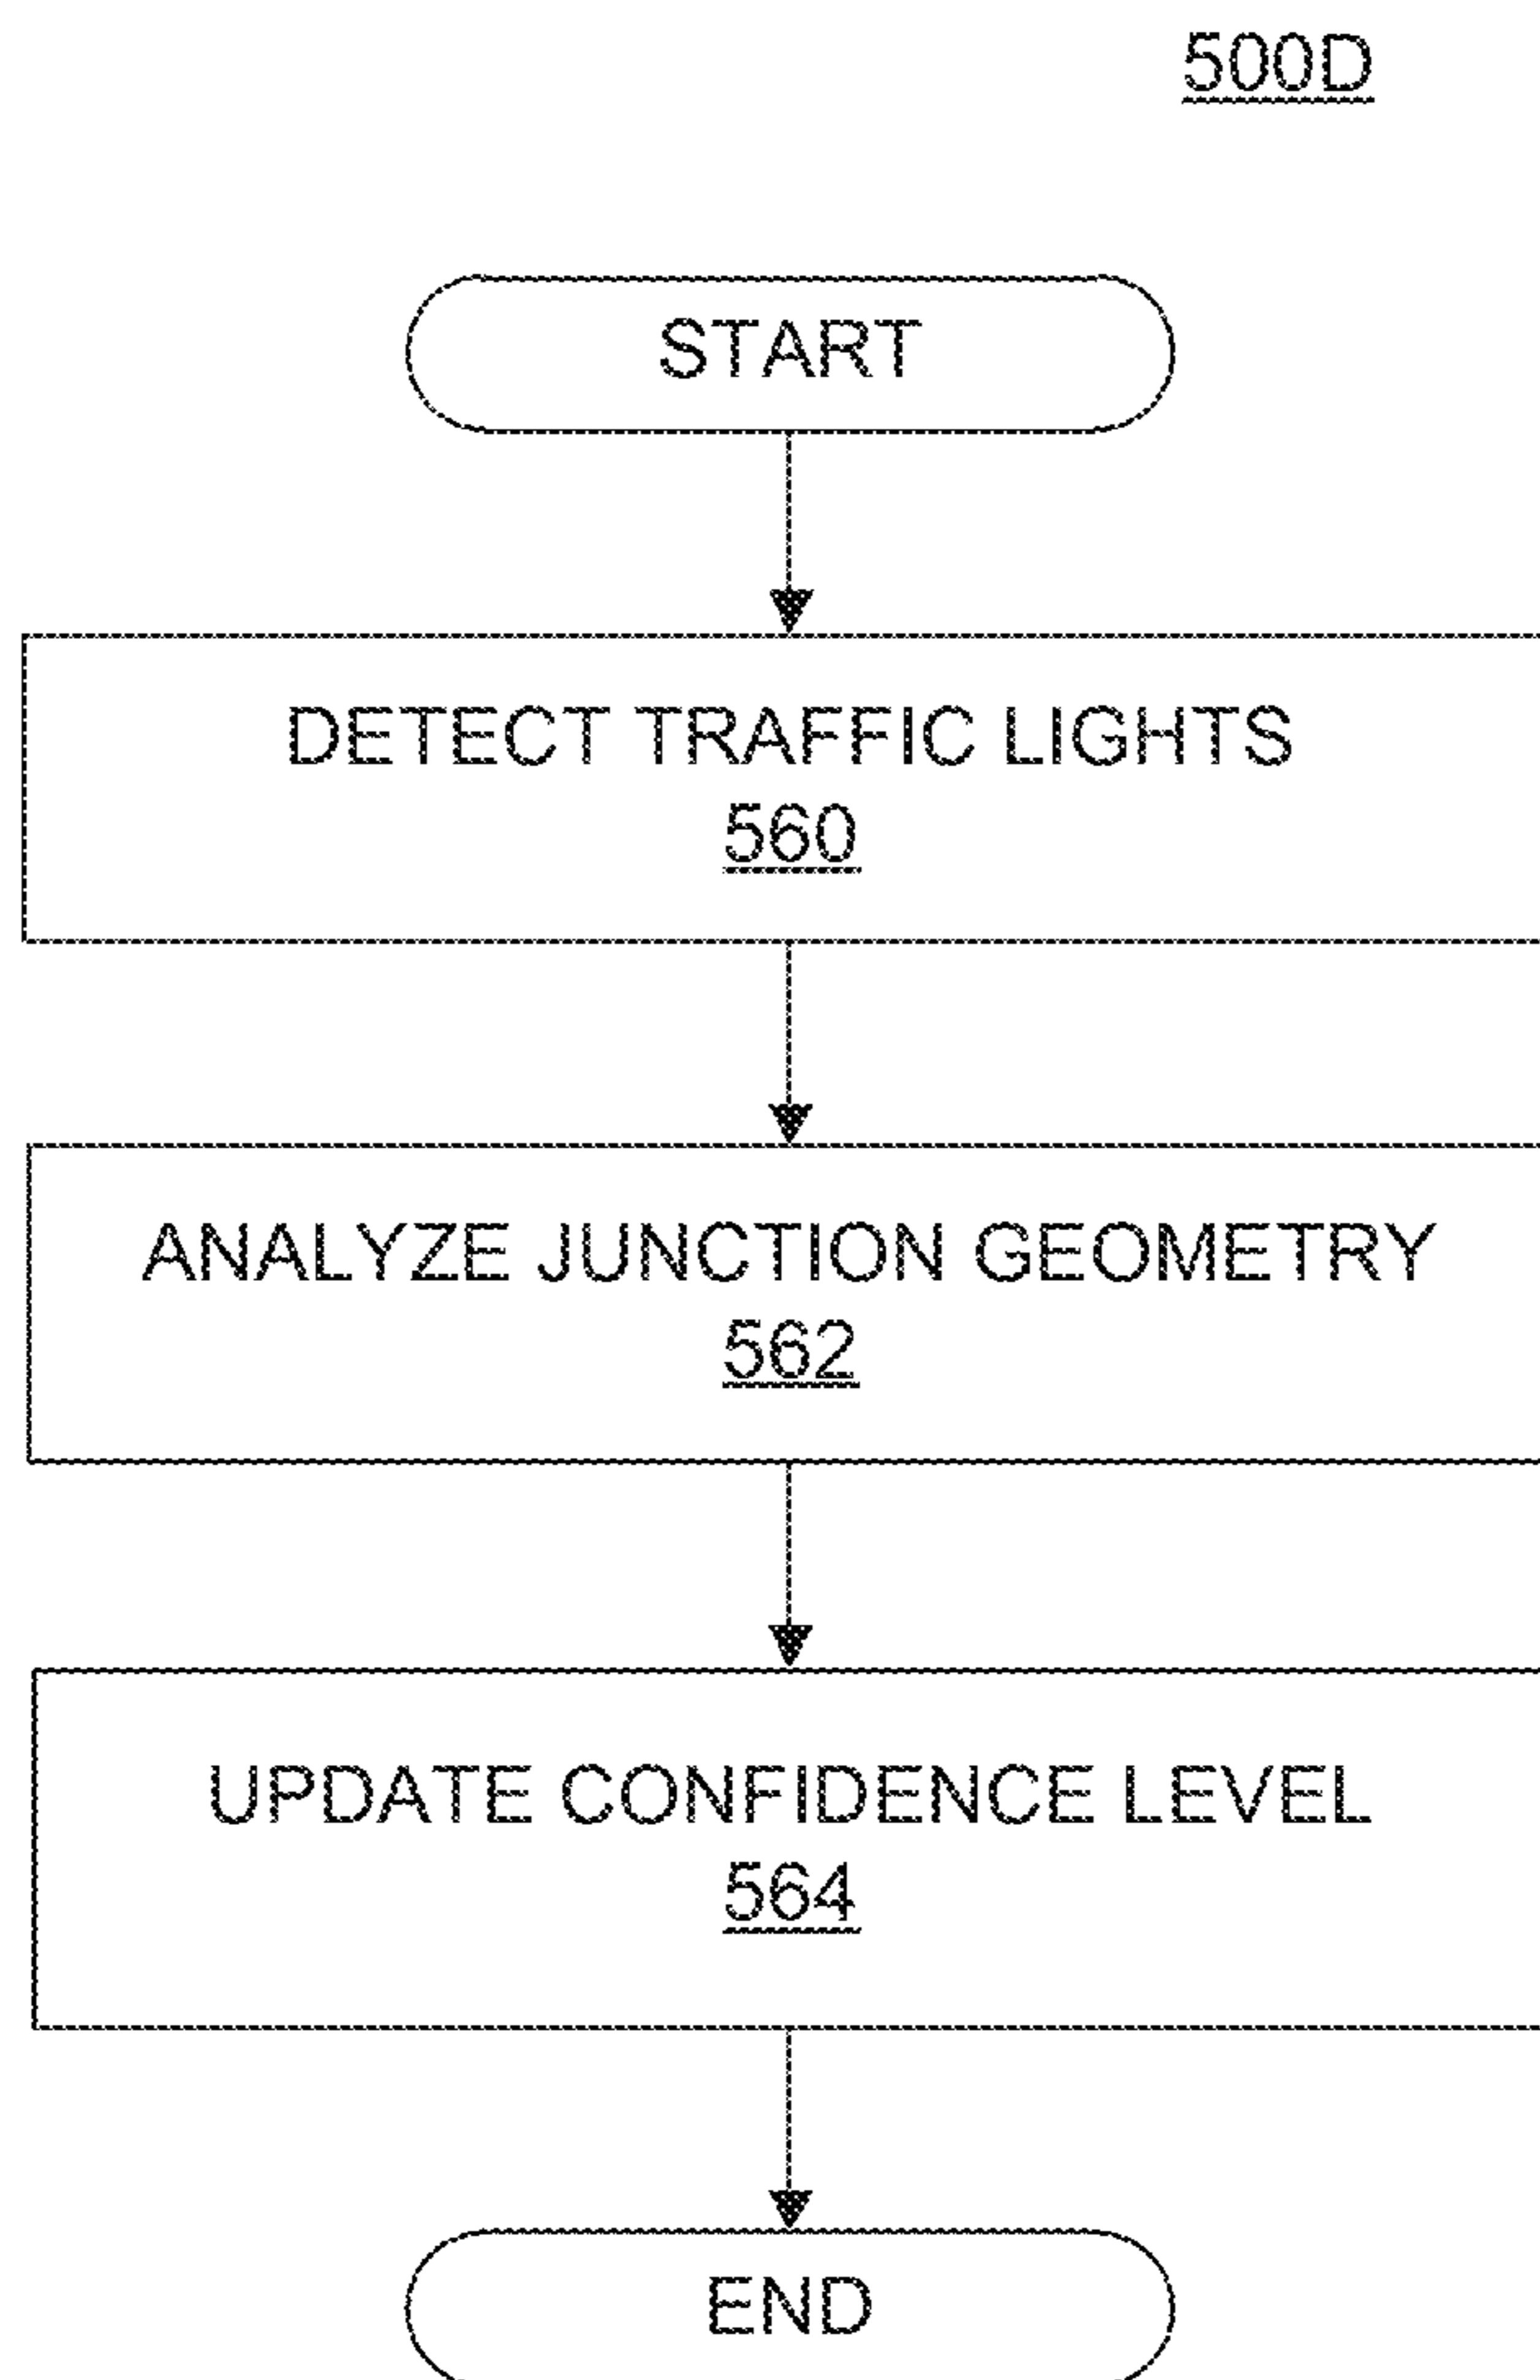 500D
START
DETECT TRAFFIC LIGHTS
560
ANALYZE JUNCTION GEOMETRY
562
UPDATE CONFIDENCE LEVEL
564
END